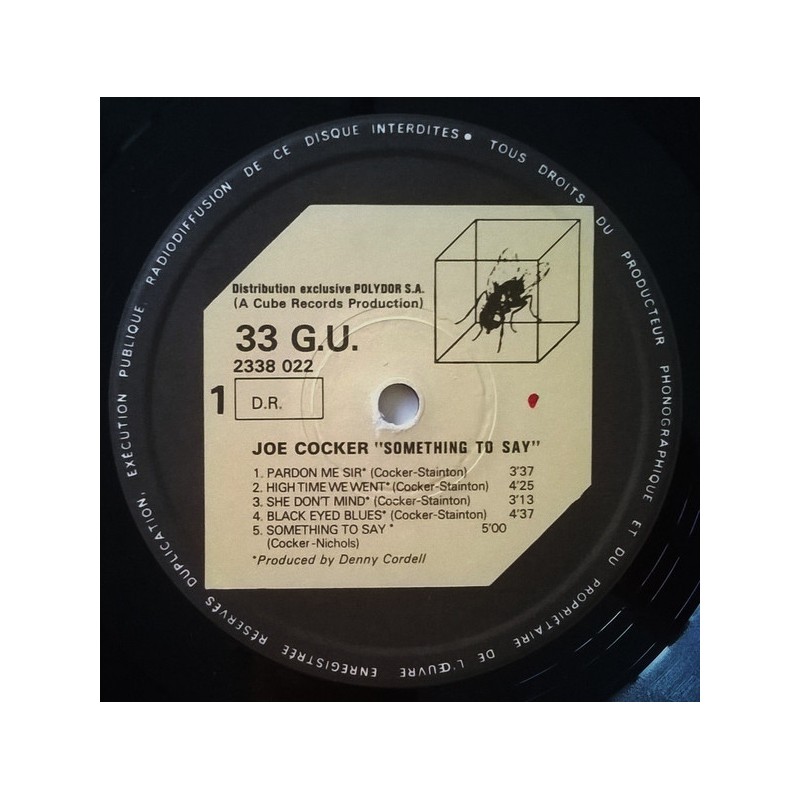 TOUS DROITS DU PRODUCTEUR PHONOGRAPHIQUE ET DU PROPRIÉTAIRE DE L'ŒUVRE ENREGISTRÉE RÉSERVÉS DUPLICATION, EXÉCUTION PUBLIQUE, RADIODIFFUSION DE CE DISQUE INTERDITES •
Distribution exclusive POLYDOR S.A.
(A Cube Records Production)
33 G.U.
2338 022
1 D.R.
JOE COCKER "SOMETHING TO SAY"
1. PARDON ME SIR* (Cocker-Stainton) 3'37
2. HIGH TIME WE WENT* (Cocker-Stainton) 4'25
3. SHE DON'T MIND* (Cocker-Stainton) 3'13
4. BLACK EYED BLUES* (Cocker-Stainton) 4'37
5. SOMETHING TO SAY * 5'00
(Cocker-Nichols)
*Produced by Denny Cordell